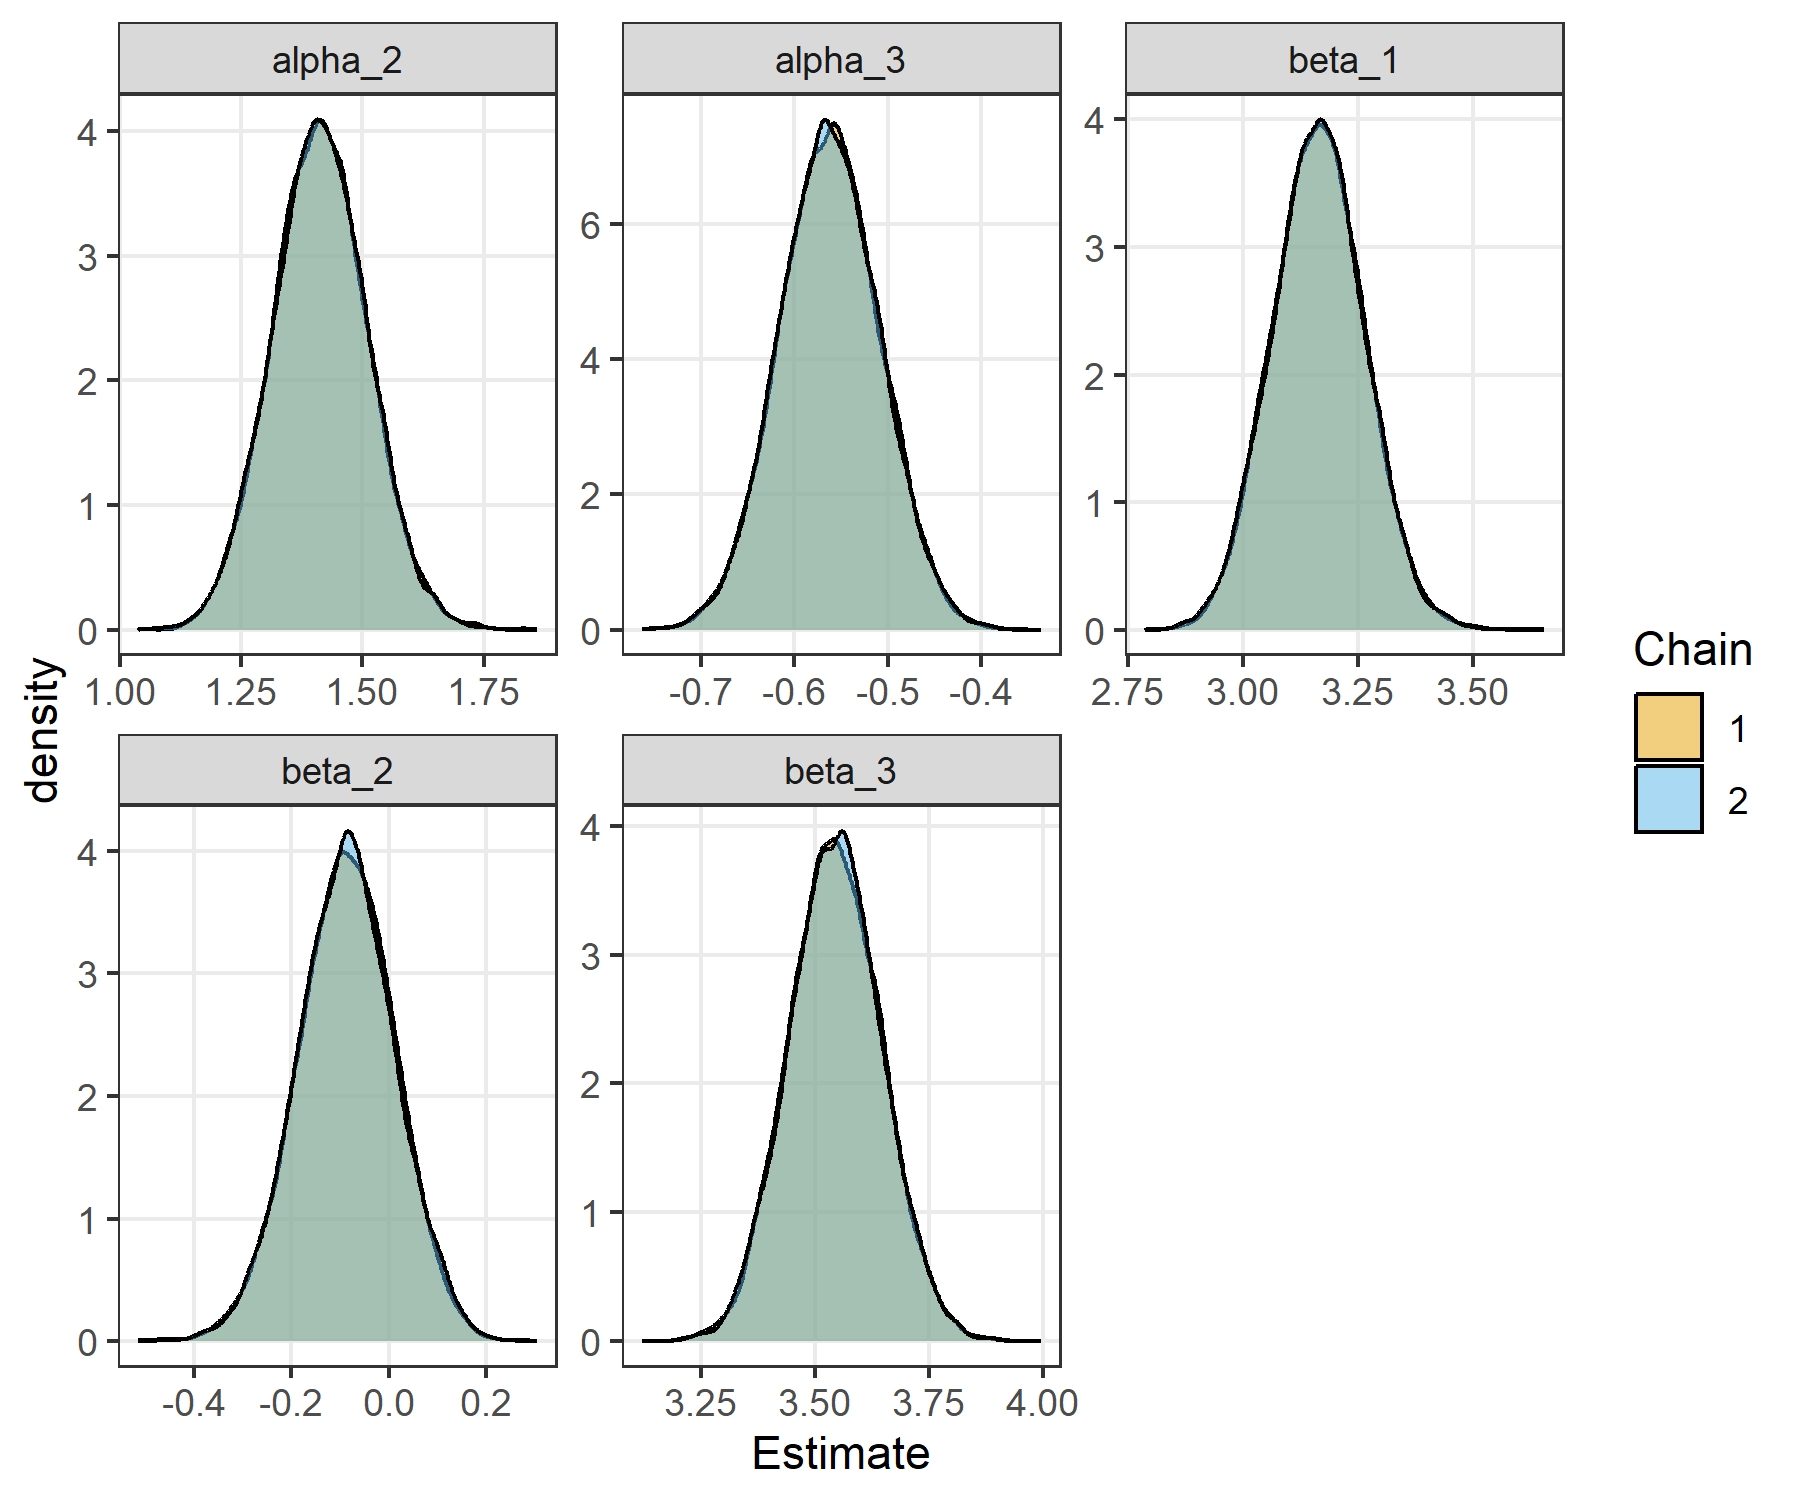 alpha_2 alpha_3 beta_1
4 4
3 6 3
2 4 2
1 2 1
0 0 0
1.00 1.25 1.50 1.75 -0.7 -0.6 -0.5 -0.4 2.75 3.00 3.25 3.50
density
Chain
1
2
beta_2 beta_3
4 4
3 3
2 2
1 1
0 0
-0.4 -0.2 0.0 0.2 3.25 3.50 3.75 4.00
Estimate